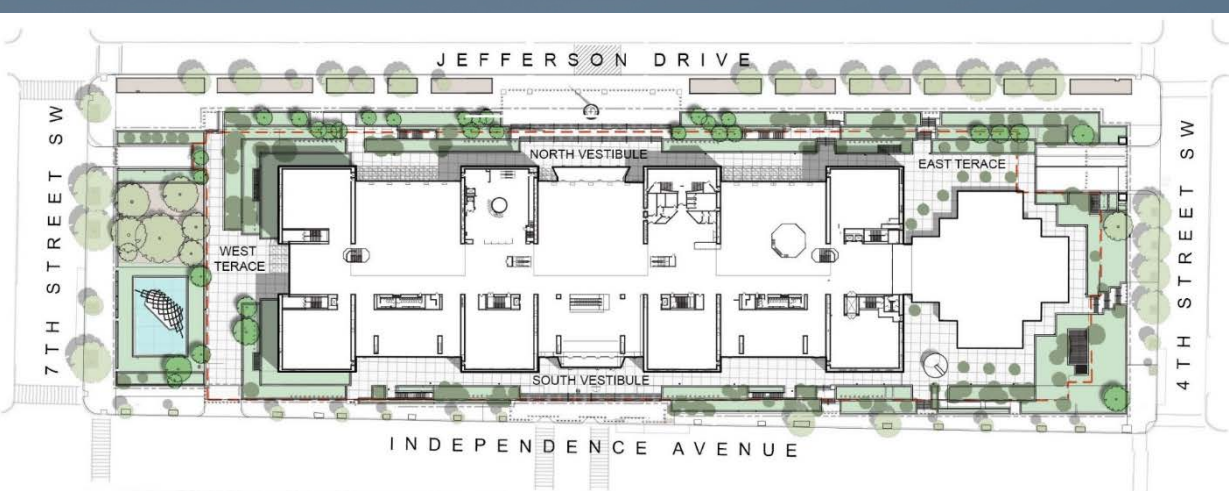 JEFFERSON DRIVE
7TH STREET SW
4TH STREET SW
NORTH VESTIBULE
EAST TERACE
WEST
TERACE
SOUTH VESTIBULE
INDEPENDENCE AVENUE